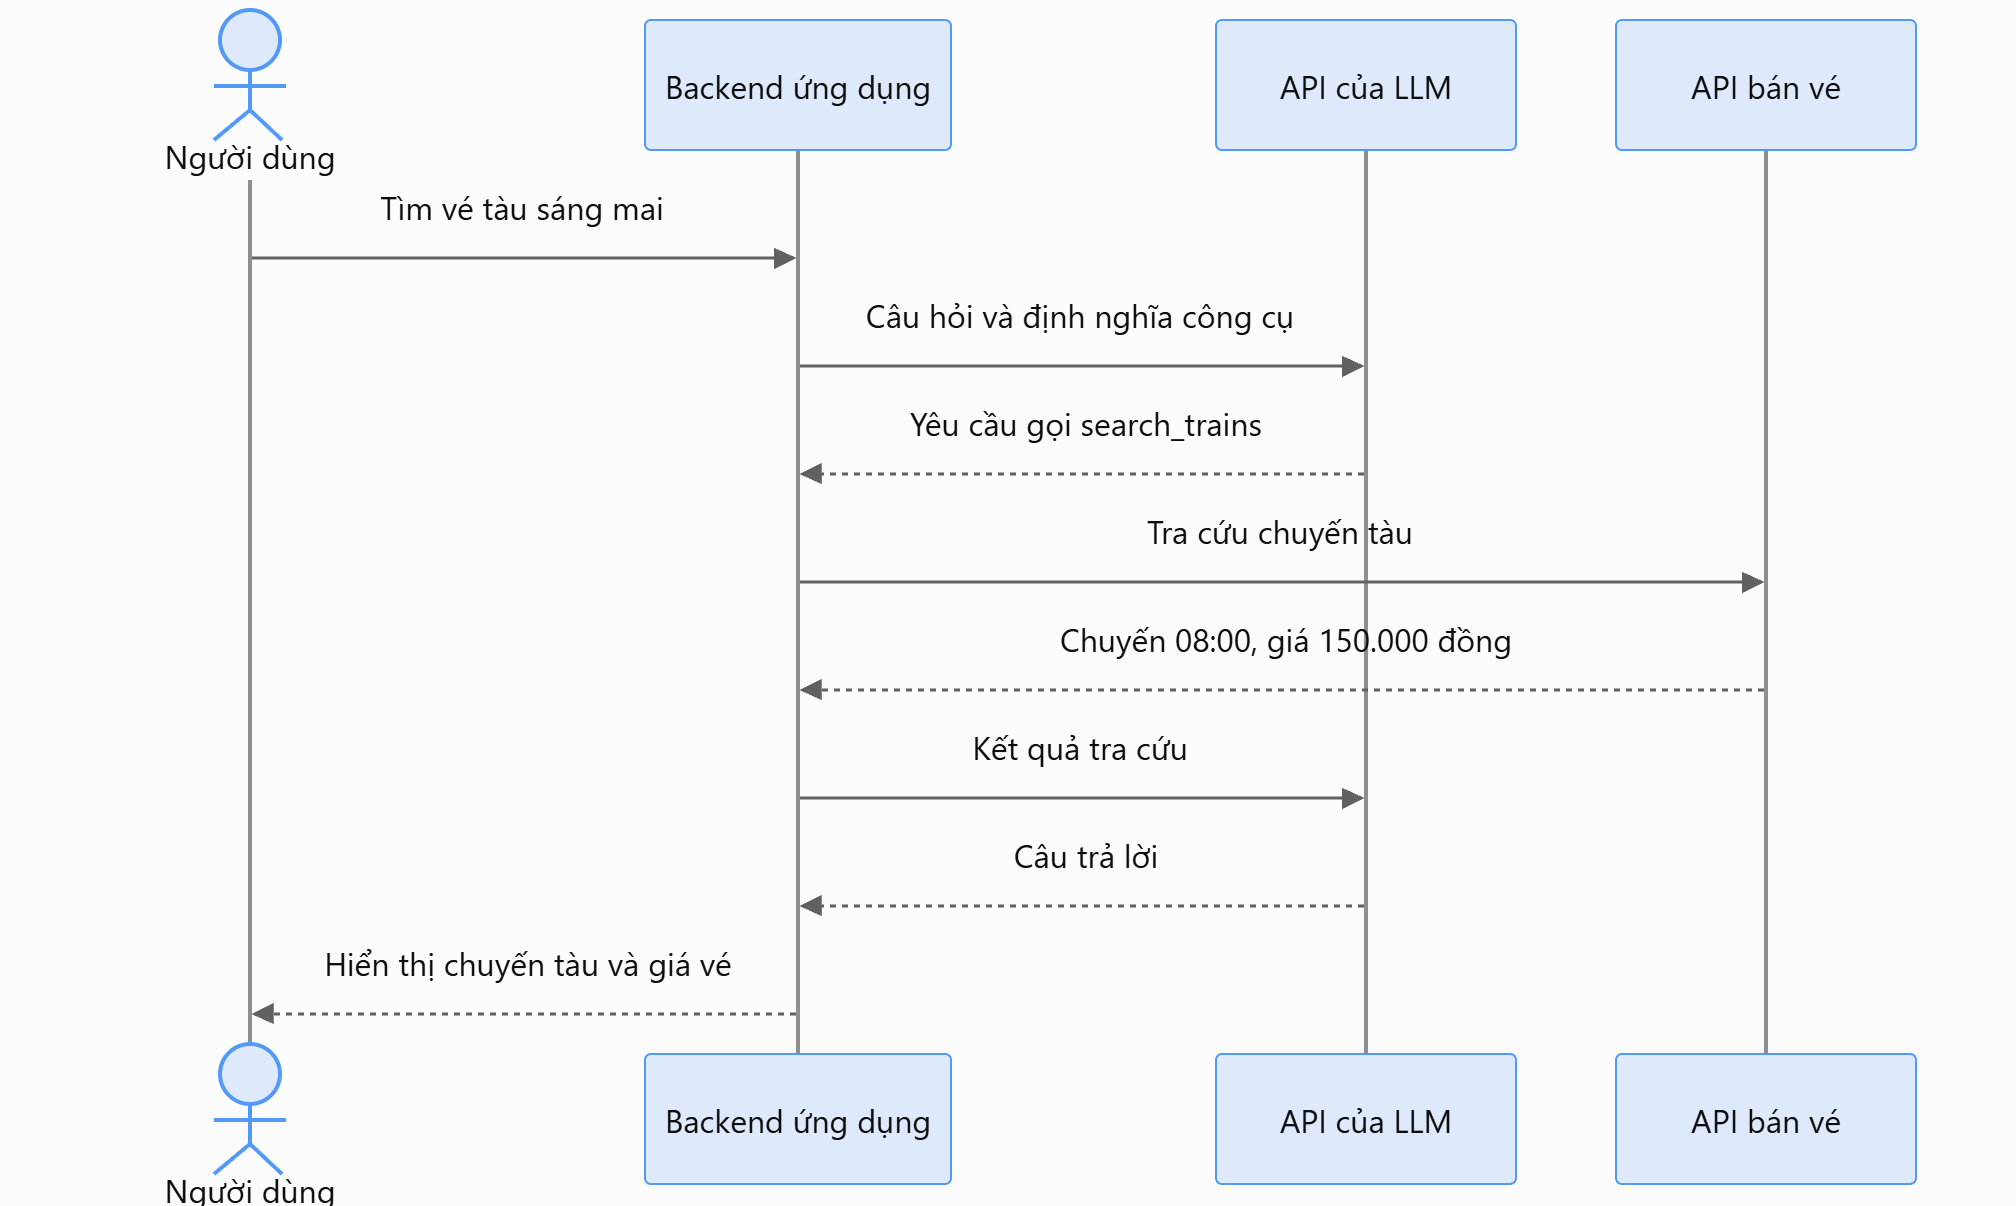 Người dùng
Backend ứng dụng
API của LLM
API bán vé
Tìm vé tàu sáng mai
Câu hỏi và định nghĩa công cụ
Yêu cầu gọi search_trains
Tra cứu chuyến tàu
Chuyến 08:00, giá 150.000 đồng
Kết quả tra cứu
Câu trả lời
Hiển thị chuyến tàu và giá vé
Người dùng
Backend ứng dụng
API của LLM
API bán vé